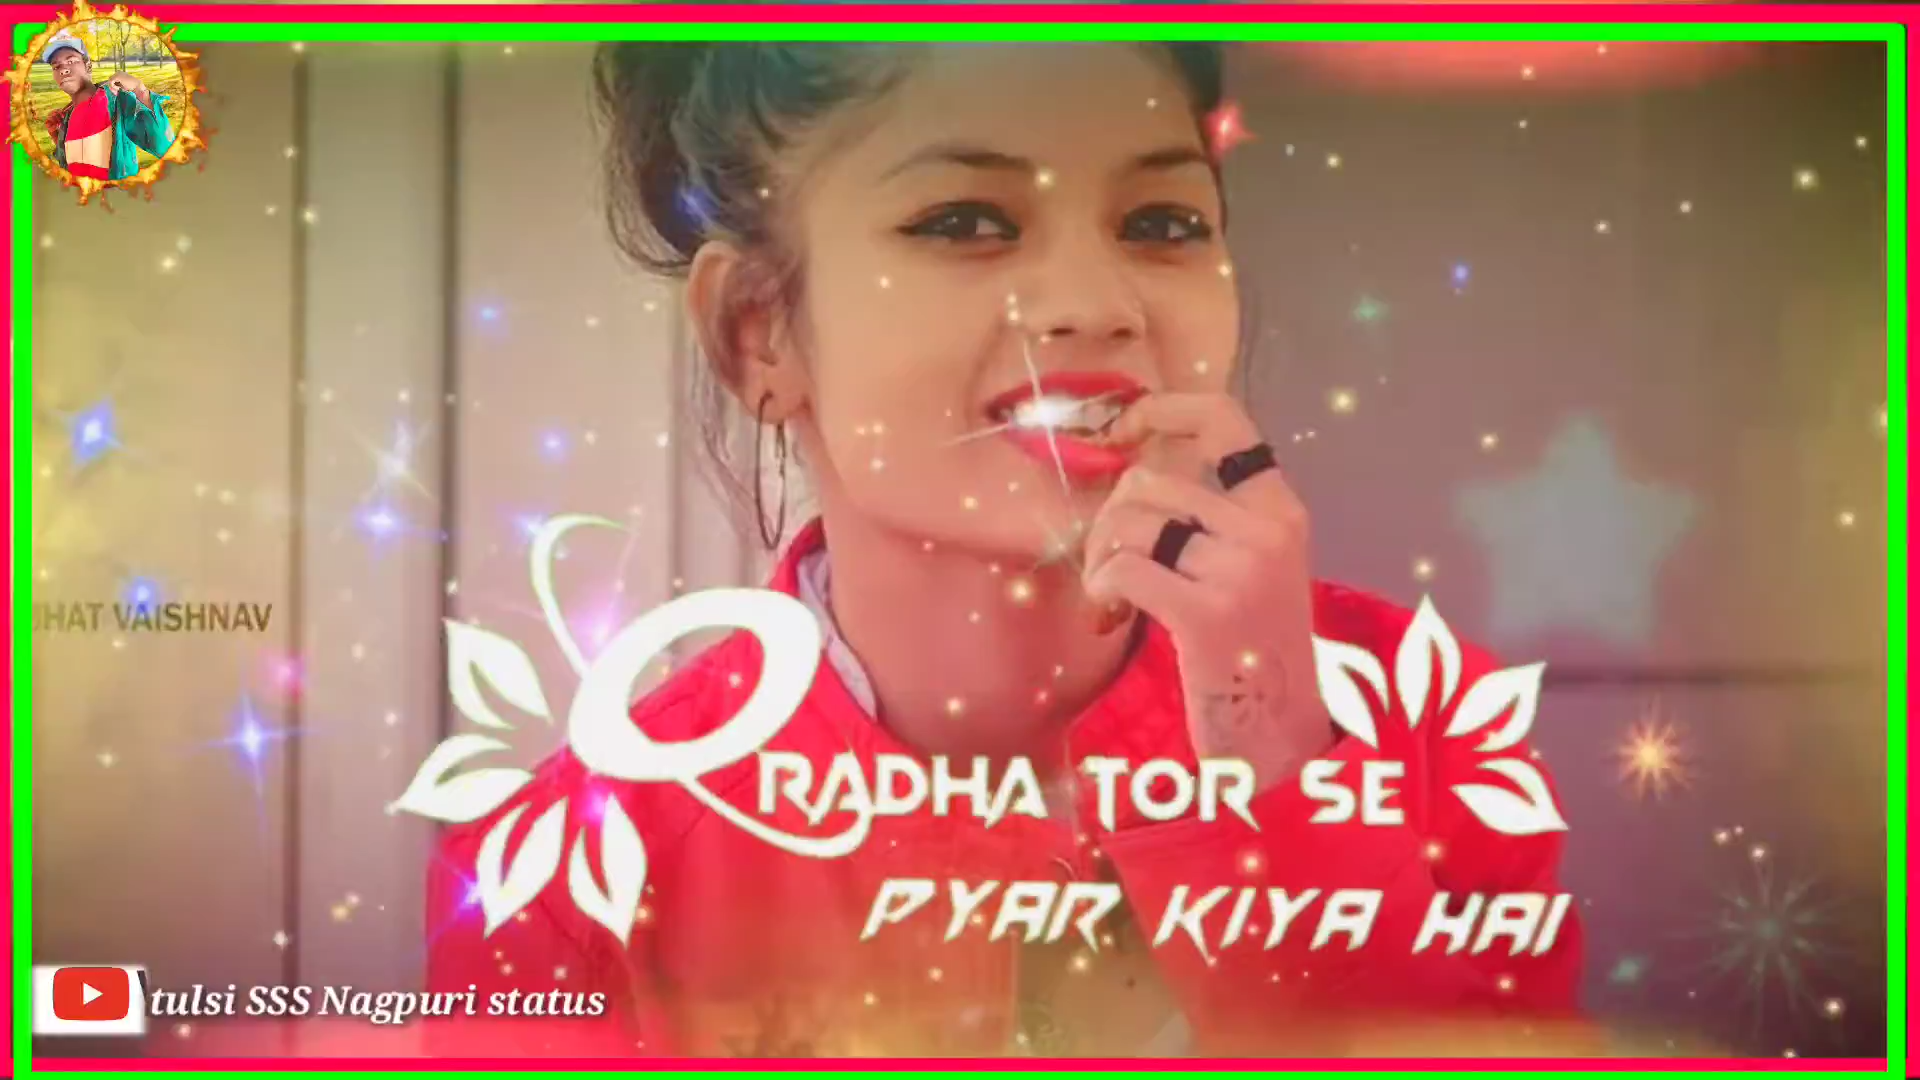 HAT VAISHNAV
RADHA TOR SE
PYAR KIYA HAI
tulsi SSS Nagpuri status